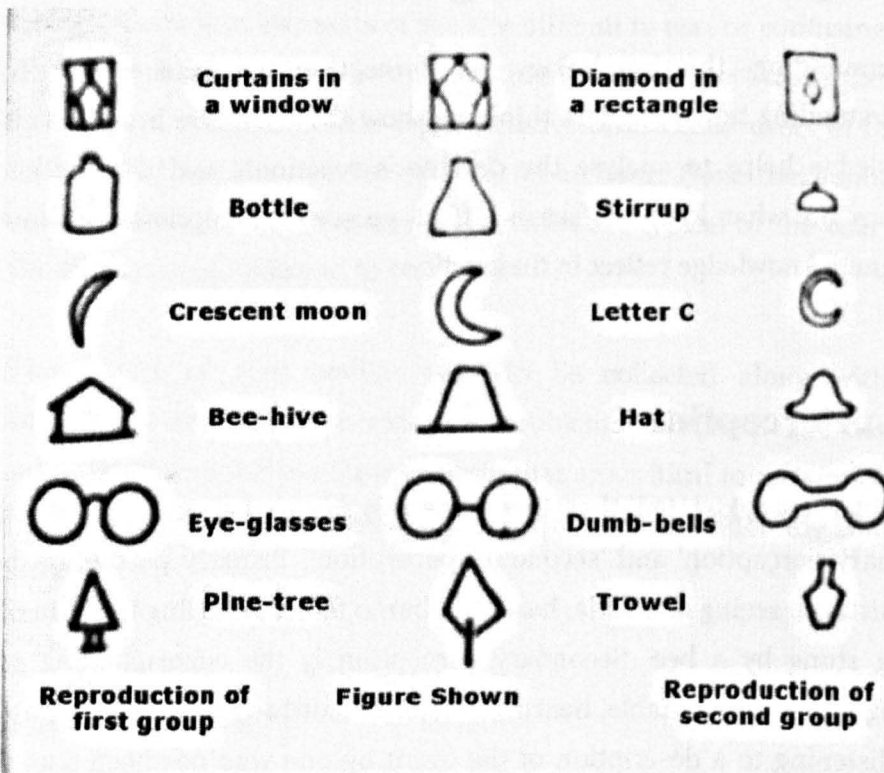 Curtains in
a window
Diamond in
a rectangle
Bottle
Stirrup
Crescent moon
Letter C
Bee-hive
Hat
Eye-glasses
Dumb-bells
Pine-tree
Trowel
Reproduction of
first group
Figure Shown
Reproduction of
second group